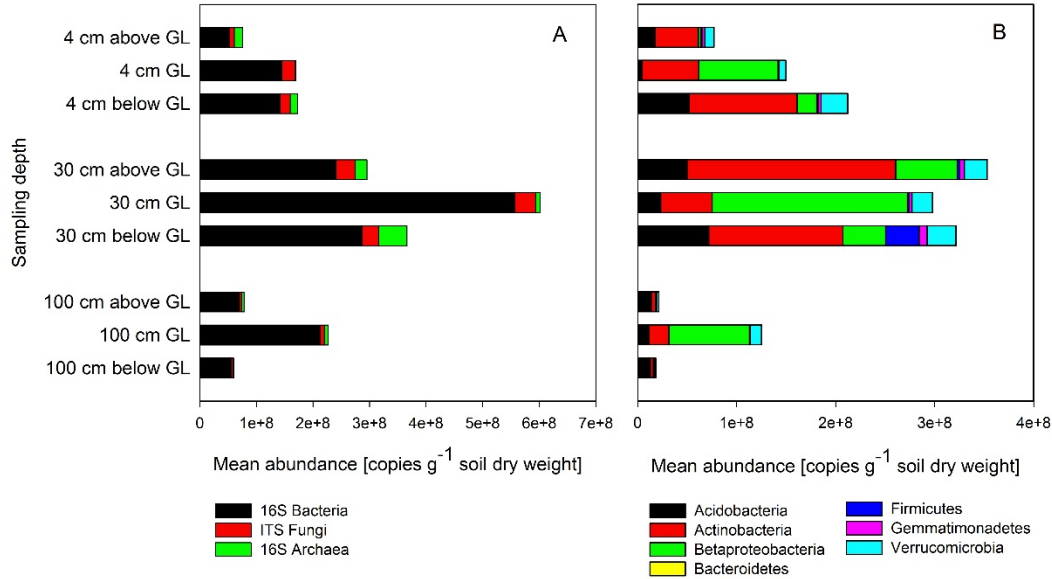 A
B
Sampling depth
4 cm above GL
4 cm GL
4 cm below GL
30 cm above GL
30 cm GL
30 cm below GL
100 cm above GL
100 cm GL
100 cm below GL
0 1e+8 2e+8 3e+8 4e+8 5e+8 6e+8 7e+8
0 1e+8 2e+8 3e+8 4e+8
Mean abundance [copies g⁻¹ soil dry weight]
Mean abundance [copies g⁻¹ soil dry weight]
16S Bacteria
ITS Fungi
16S Archaea
Acidobacteria
Actinobacteria
Betaproteobacteria
Bacteroidetes
Firmicutes
Gemmatimonadetes
Verrucomicrobia